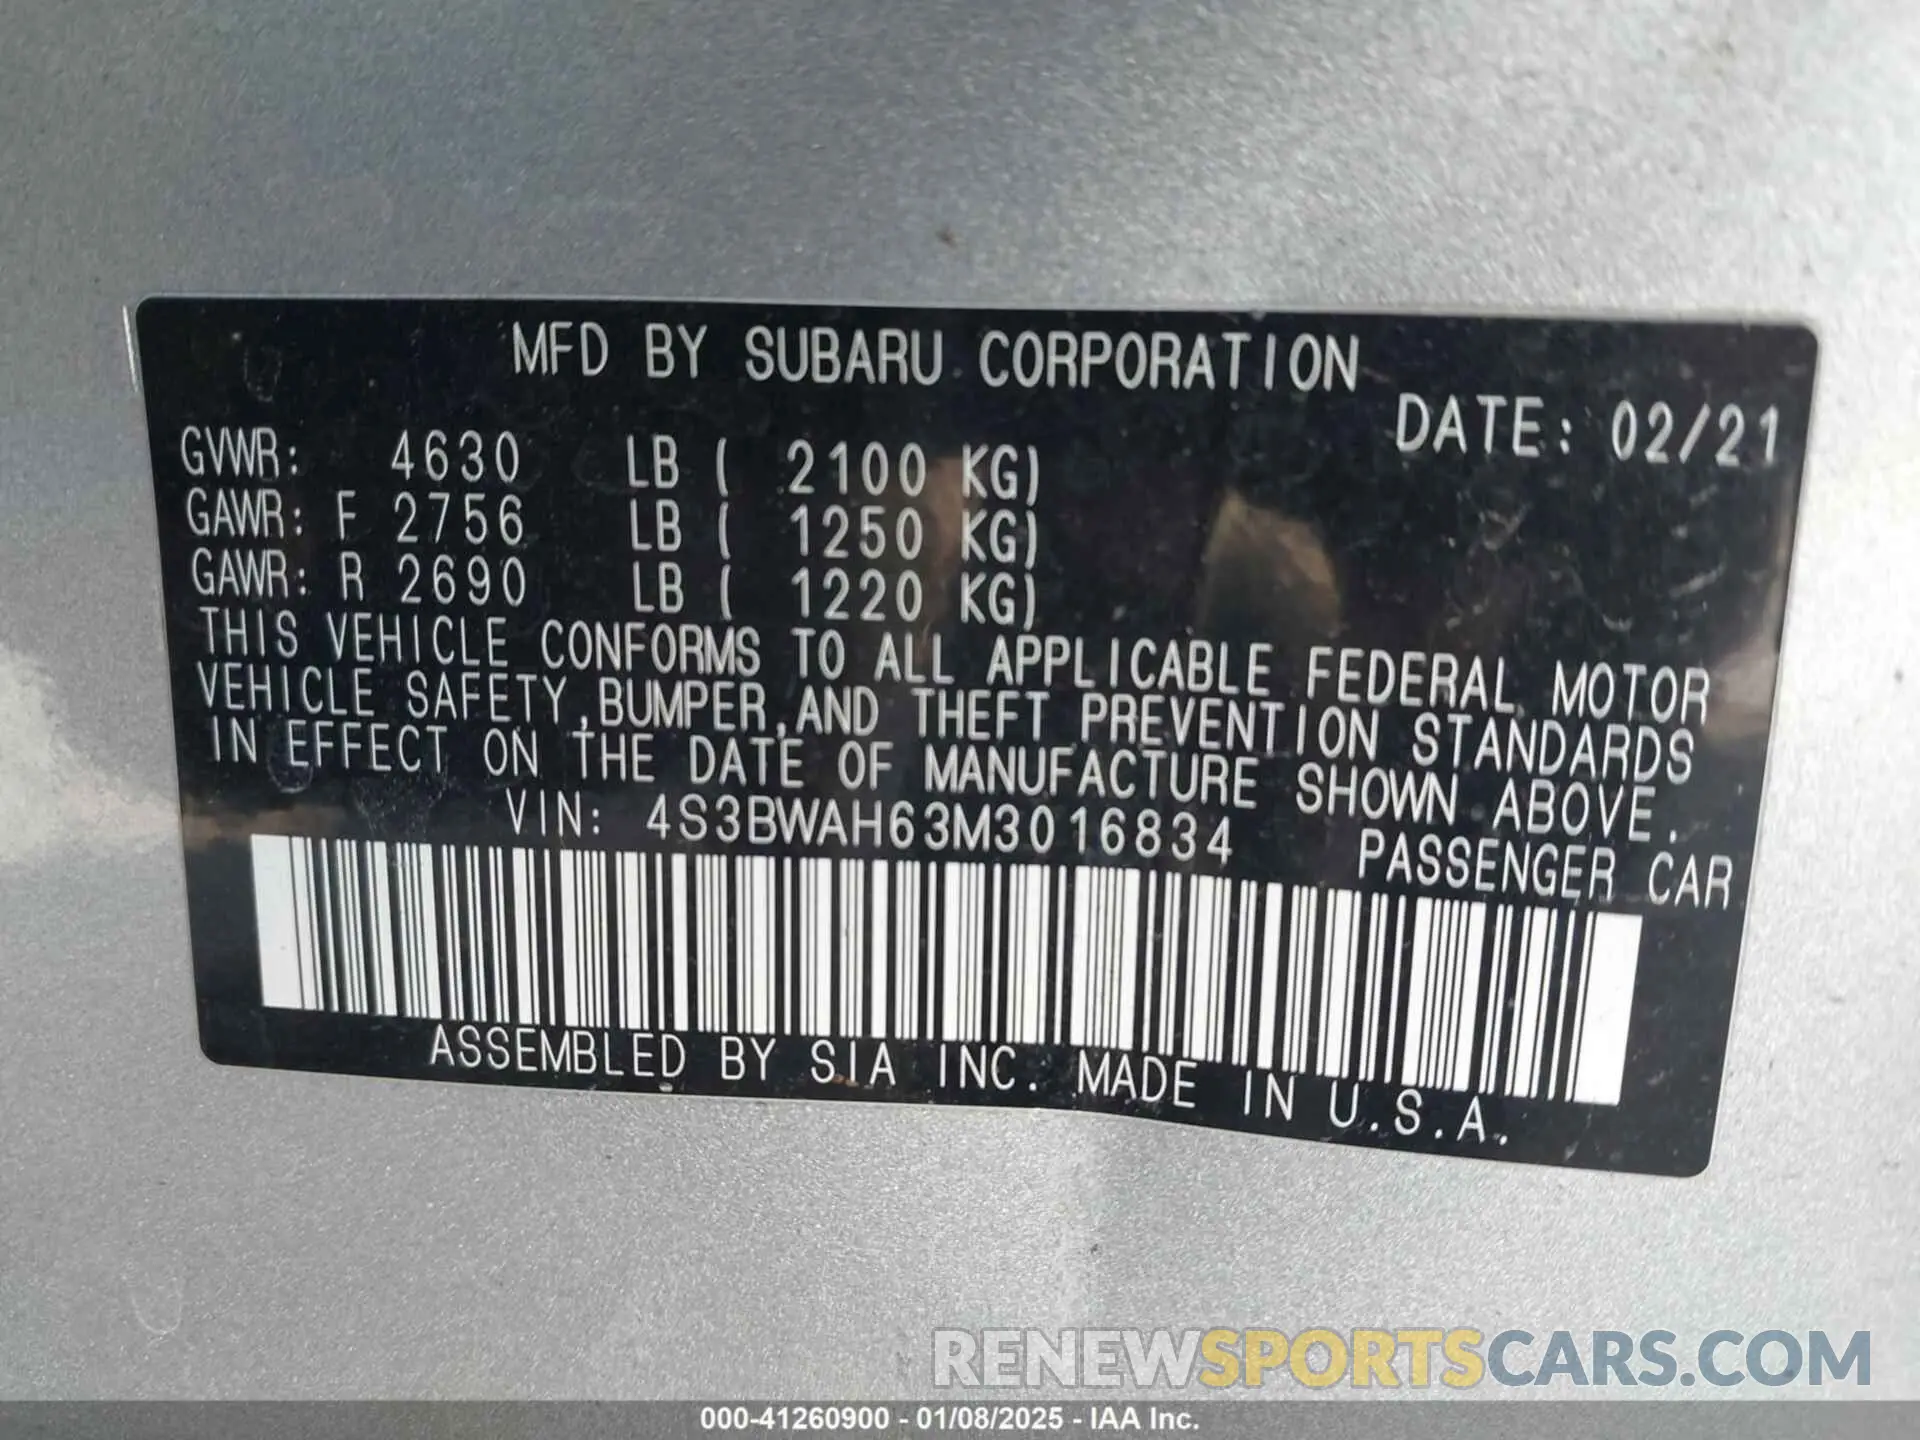 MFD BY SUBARU CORPORATION
DATE: 02/21
GVWR: 4630 LB ( 2100 KG)
GAWR: F 2756 LB ( 1250 KG)
GAWR: R 2690 LB ( 1220 KG)
THIS VEHICLE CONFORMS TO ALL APPLICABLE FEDERAL MOTOR
VEHICLE SAFETY,BUMPER,AND THEFT PREVENTION STANDARDS
IN EFFECT ON THE DATE OF MANUFACTURE SHOWN ABOVE.
VIN: 4S3BWAH63M3016834 PASSENGER CAR
ASSEMBLED BY SIA INC. MADE IN U.S.A.
RENEWSPORTSCARS.COM
000-41260900 - 01/08/2025 - IAA Inc.